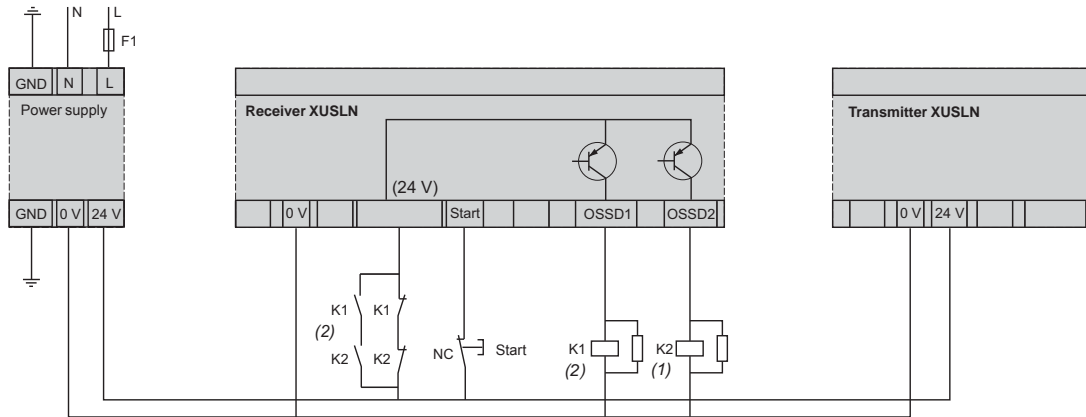 N L
F1
GND N L
Power supply
GND 0 V 24 V
Receiver XUSLN
(24 V)
0 V Start OSSD1 OSSD2
Transmitter XUSLN
0 V 24 V
K1 K1
(2)
K2 K2
NC Start
K1
(2)
K2
(1)